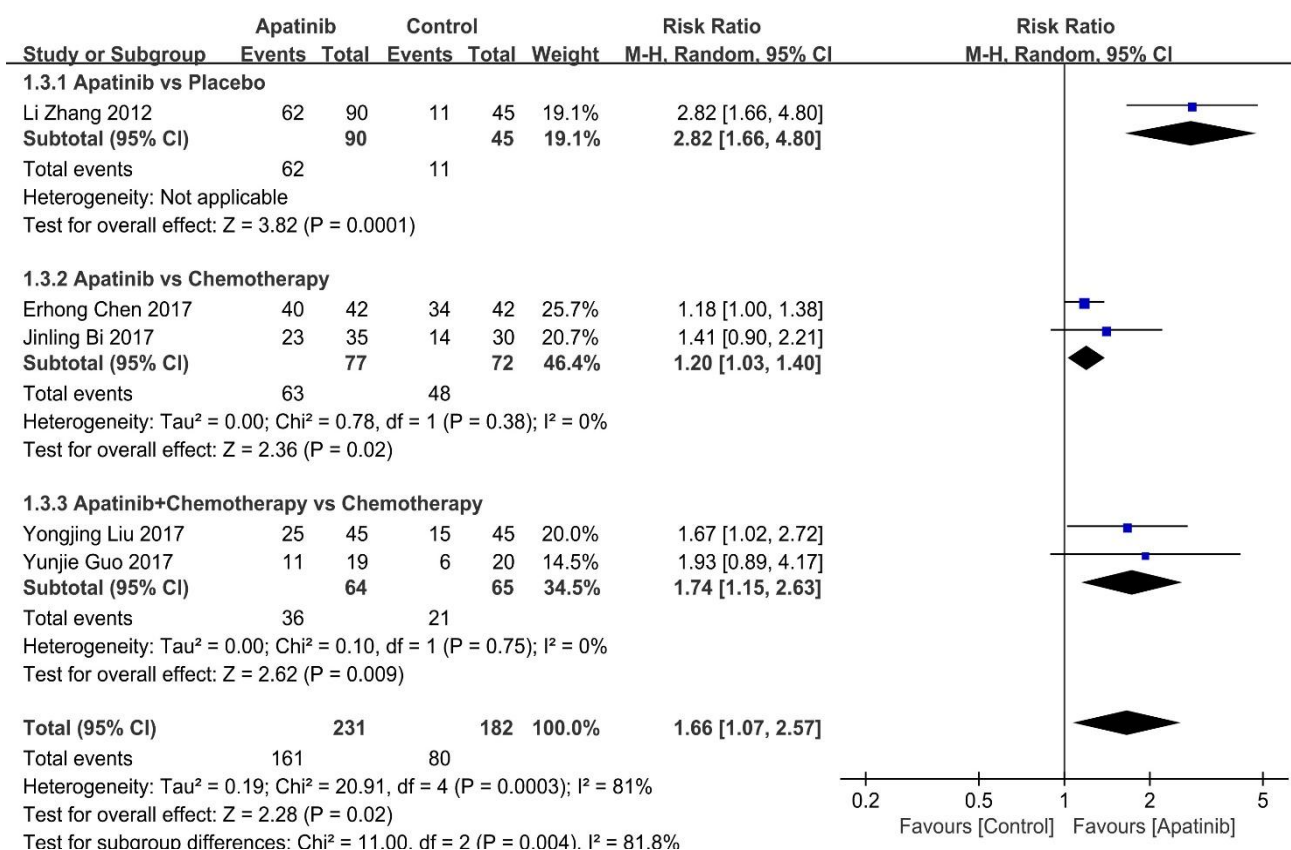 Apatinib Control Risk Ratio Risk Ratio
Study or Subgroup Events Total Events Total Weight M-H, Random, 95% CI M-H, Random, 95% CI
1.3.1 Apatinib vs Placebo
Li Zhang 2012 62 90 11 45 19.1% 2.82 [1.66, 4.80]
Subtotal (95% CI) 90 45 19.1% 2.82 [1.66, 4.80]
Total events 62 11
Heterogeneity: Not applicable
Test for overall effect: Z = 3.82 (P = 0.0001)
1.3.2 Apatinib vs Chemotherapy
Erhong Chen 2017 40 42 34 42 25.7% 1.18 [1.00, 1.38]
Jinling Bi 2017 23 35 14 30 20.7% 1.41 [0.90, 2.21]
Subtotal (95% CI) 77 72 46.4% 1.20 [1.03, 1.40]
Total events 63 48
Heterogeneity: Tau² = 0.00; Chi² = 0.78, df = 1 (P = 0.38); I² = 0%
Test for overall effect: Z = 2.36 (P = 0.02)
1.3.3 Apatinib+Chemotherapy vs Chemotherapy
Yongjing Liu 2017 25 45 15 45 20.0% 1.67 [1.02, 2.72]
Yunjie Guo 2017 11 19 6 20 14.5% 1.93 [0.89, 4.17]
Subtotal (95% CI) 64 65 34.5% 1.74 [1.15, 2.63]
Total events 36 21
Heterogeneity: Tau² = 0.00; Chi² = 0.10, df = 1 (P = 0.75); I² = 0%
Test for overall effect: Z = 2.62 (P = 0.009)
Total (95% CI) 231 182 100.0% 1.66 [1.07, 2.57]
Total events 161 80
Heterogeneity: Tau² = 0.19; Chi² = 20.91, df = 4 (P = 0.0003); I² = 81%
Test for overall effect: Z = 2.28 (P = 0.02)
Test for subgroup differences: Chi² = 11.00, df = 2 (P = 0.004), I² = 81.8%
0.2 0.5 1 2 5
Favours [Control] Favours [Apatinib]